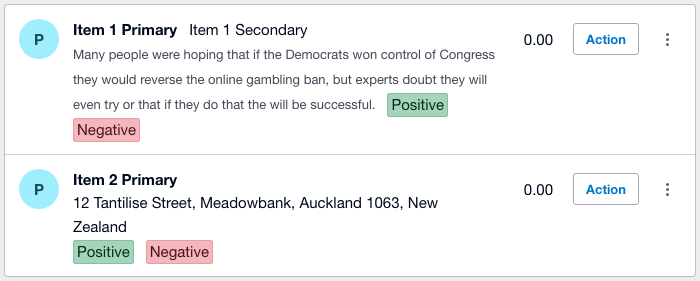 P Item 1 Primary Item 1 Secondary 0.00 Action
Many people were hoping that if the Democrats won control of Congress
they would reverse the online gambling ban, but experts doubt they will
even try or that if they do that the will be successful. Positive
Negative
P Item 2 Primary 0.00 Action
12 Tantilise Street, Meadowbank, Auckland 1063, New
Zealand
Positive Negative